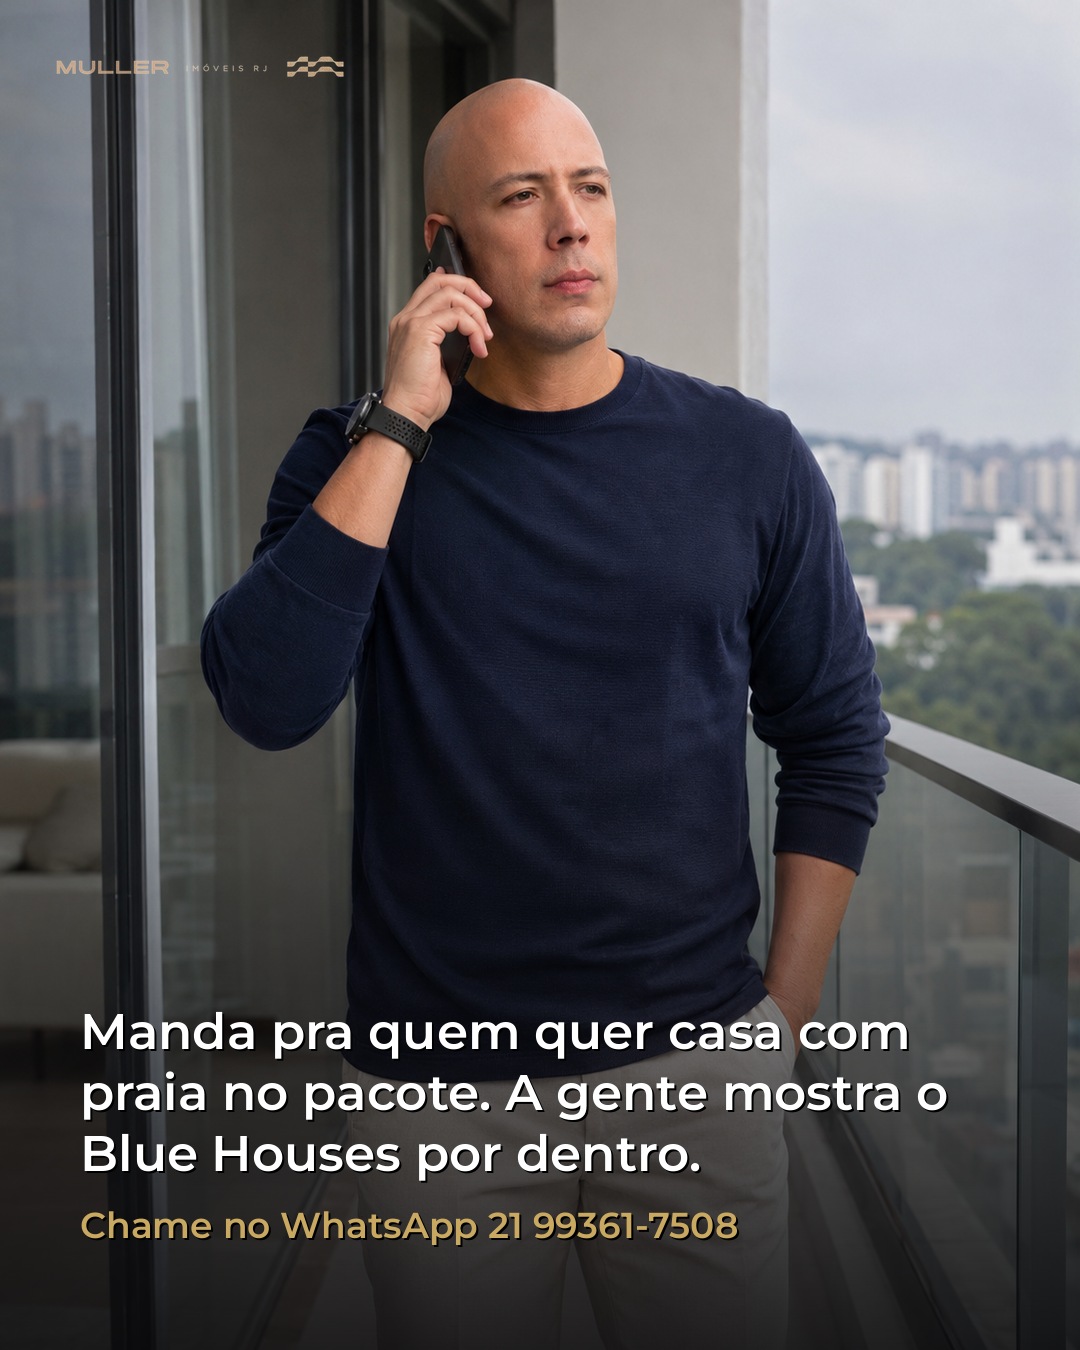 MULLER IMÓVEIS RJ
Manda pra quem quer casa com
praia no pacote. A gente mostra o
Blue Houses por dentro.
Chame no WhatsApp 21 99361-7508